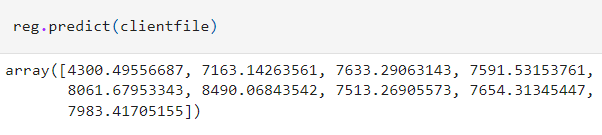 reg.predict(clientfile)
array([4300.49556687, 7163.14263561, 7633.29063143, 7591.53153761,
8061.67953343, 8490.06843542, 7513.26905573, 7654.31345447,
7983.41705155])